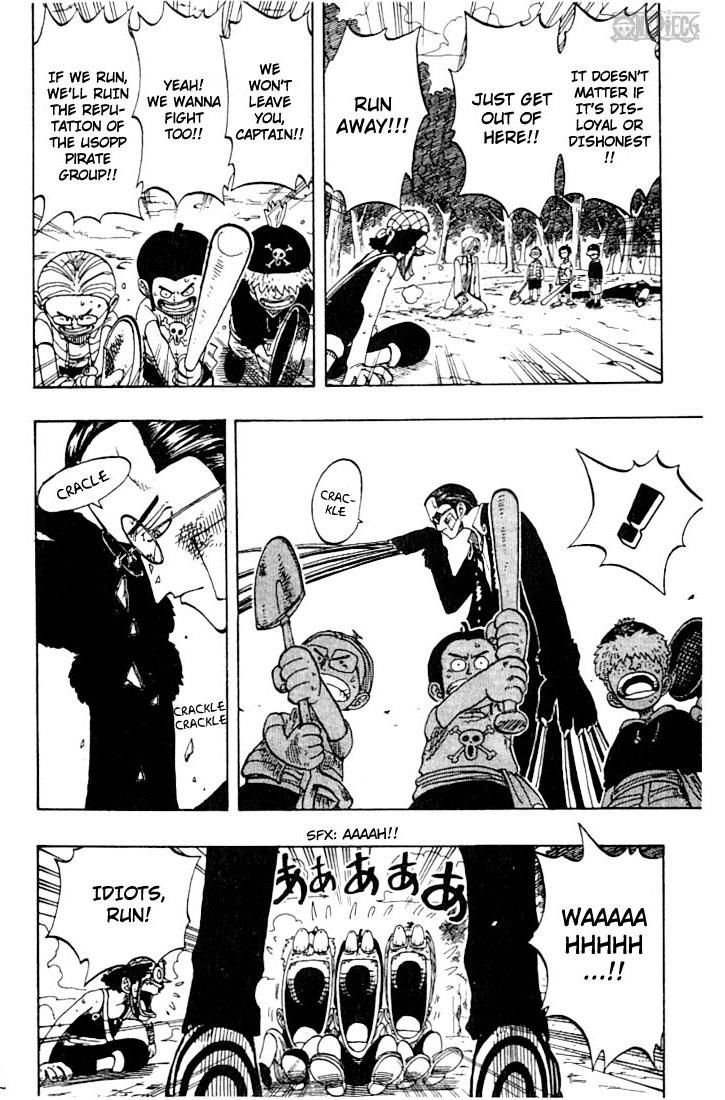 ONE PIECE
IT DOESN'T
MATTER IF
IT'S DIS-
LOYAL OR
DISHONEST
!!
JUST GET
OUT OF
HERE!!
RUN
AWAY!!!
WE
WON'T
LEAVE
YOU,
CAPTAIN!!
YEAH!
WE WANNA
FIGHT
TOO!!
IF WE RUN,
WE'LL RUIN
THE REPU-
TATION OF
THE USOPP
PIRATE
GROUP!!
!!
CRAC-
KLE
CRACLE
CRACKLE
CRACKLE
SFX: AAAAH!!
WAAAAA
HHHHH
...!!
あぁあぁあ
IDIOTS,
RUN!